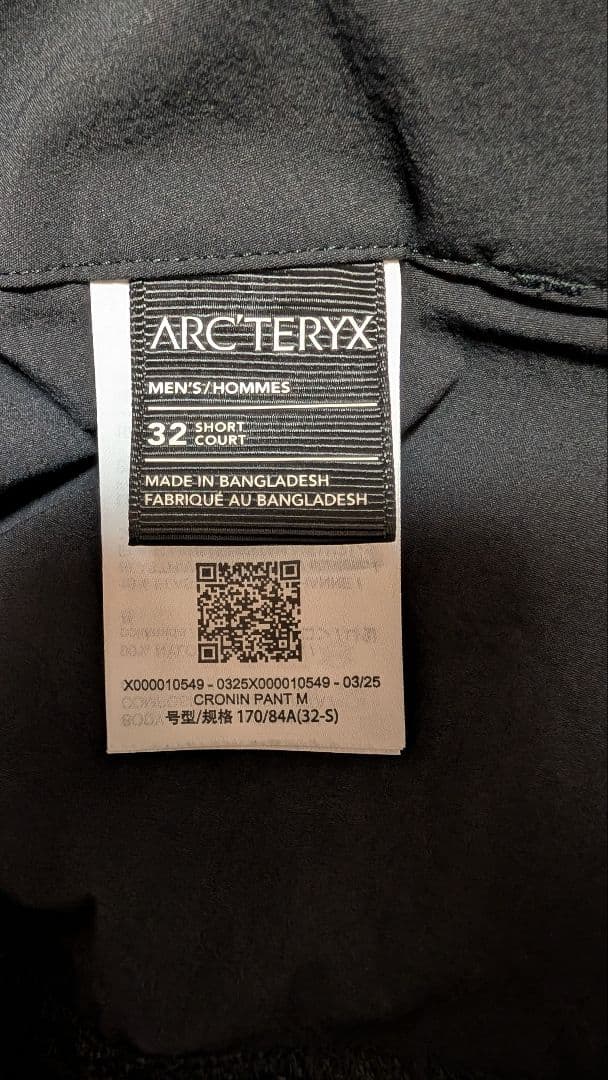 ARC'TERYX
MEN'S/HOMMES
32 SHORT
COURT
MADE IN BANGLADESH
FABRIQUÉ AU BANGLADESH
X000010549 - 0325X000010549 - 03/25
CRONIN PANT M
号型/规格 170/84A(32-S)